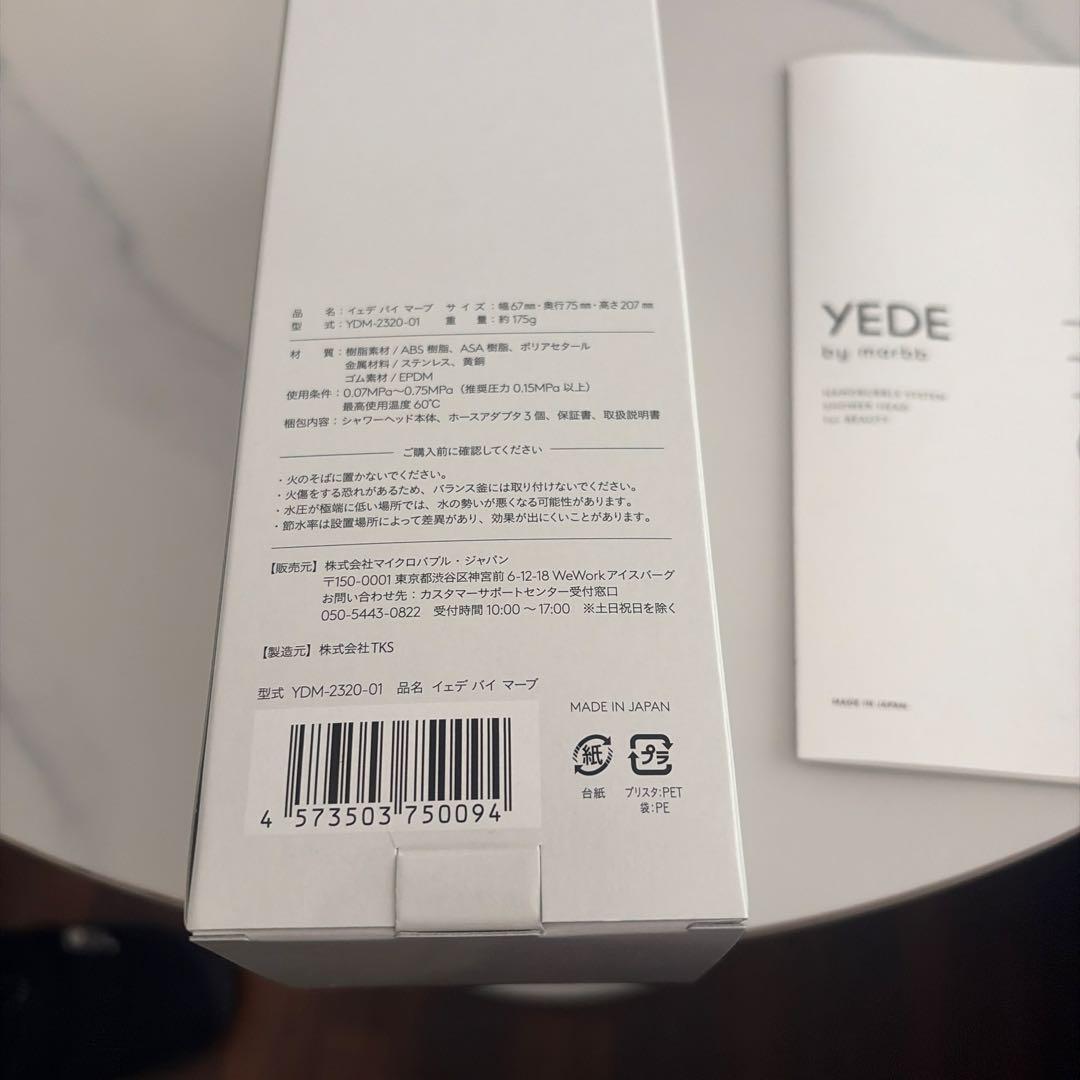 品　名：イェデ バイ マーブ　サイズ：幅67㎜・奥行75㎜・高さ207㎜
型　式：YDM-2320-01　重　量：約175g
材　質：樹脂素材 / ABS 樹脂、ASA 樹脂、ポリアセタール
金属材料 / ステンレス、黄銅
ゴム素材 / EPDM
使用条件：0.07MPa〜0.75MPa（推奨圧力 0.15MPa 以上）
最高使用温度 60℃
梱包内容：シャワーヘッド本体、ホースアダプタ3個、保証書、取扱説明書
ご購入前に確認してください
・火のそばに置かないでください。
・火傷をする恐れがあるため、バランス釜には取り付けないでください。
・水圧が極端に低い場所では、水の勢いが悪くなる可能性があります。
・節水率は設置場所によって差異があり、効果が出にくいことがあります。
【販売元】株式会社マイクロバブル・ジャパン
〒150-0001 東京都渋谷区神宮前 6-12-18 WeWork アイスバーグ
お問い合わせ先：カスタマーサポートセンター受付窓口
050-5443-0822　受付時間 10:00 〜 17:00　※土日祝日を除く
【製造元】株式会社TKS
型式 YDM-2320-01　品名 イェデ バイ マーブ
4 573503 750094
MADE IN JAPAN
紙 プラ
台紙 ブリスタ:PET
袋:PE
YEDE
by marbb
NANOBUBBLE SYSTEM
SHOWER HEAD
for BEAUTY
MADE IN JAPAN